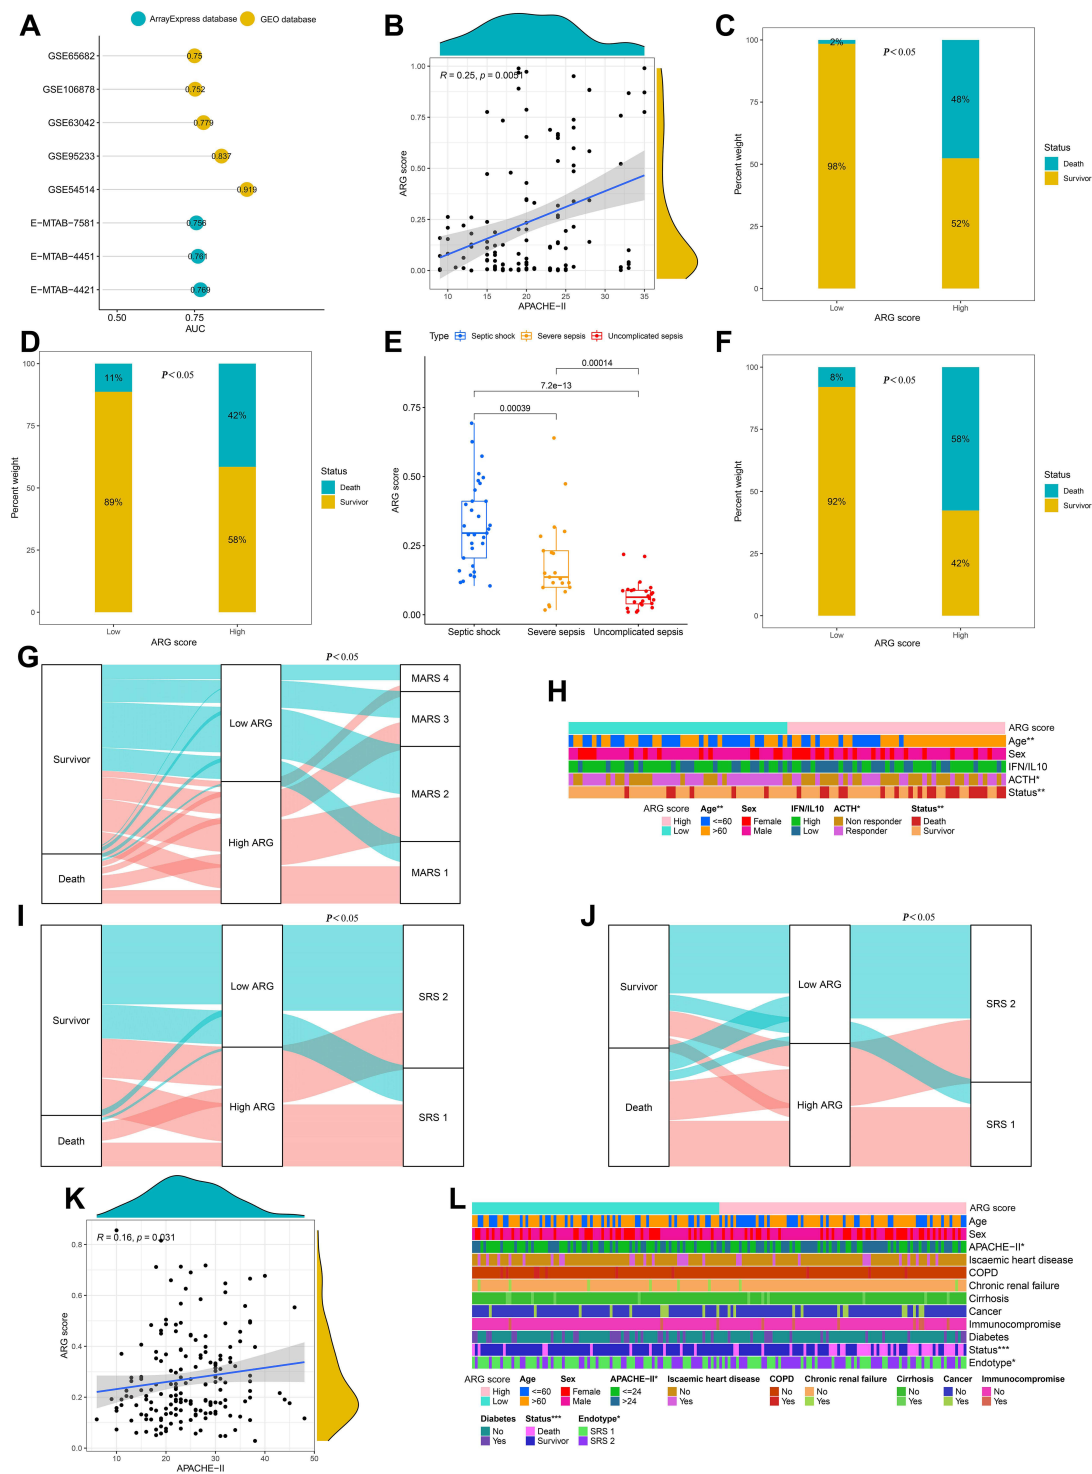 A
ArrayExpress database
GEO database
GSE65682
0.75
GSE106878
0.752
GSE63042
0.779
GSE95233
0.837
GSE54514
0.919
E−MTAB−7581
0.756
E−MTAB−4451
0.761
E−MTAB−4421
0.769
0.50
0.75
AUC
B
R = 0.25, p = 0.0051
1.00
0.75
0.50
0.25
0.00
ARG score
10
15
20
25
30
35
APACHE−II
C
P<0.05
100
75
50
25
0
Percent weight
2%
98%
48%
52%
Low
High
ARG score
Status
Death
Survivor
D
P<0.05
100
75
50
25
0
Percent weight
11%
89%
42%
58%
Low
High
ARG score
Status
Death
Survivor
E
Type
Septic shock
Severe sepsis
Uncomplicated sepsis
0.00014
7.2e−13
0.00039
0.75
0.50
0.25
0.00
ARG score
Septic shock
Severe sepsis
Uncomplicated sepsis
F
P<0.05
100
75
50
25
0
Percent weight
8%
92%
58%
42%
Low
High
ARG score
Status
Death
Survivor
G
P<0.05
Survivor
Death
Low ARG
High ARG
MARS 4
MARS 3
MARS 2
MARS 1
H
ARG score
Age**
Sex
IFN/IL10
ACTH*
Status**
ARG score
High
Low
Age**
<=60
>60
Sex
Female
Male
IFN/IL10
High
Low
ACTH*
Non responder
Responder
Status**
Death
Survivor
I
P<0.05
Survivor
Death
Low ARG
High ARG
SRS 2
SRS 1
J
P<0.05
Survivor
Death
Low ARG
High ARG
SRS 2
SRS 1
K
R = 0.16, p = 0.031
0.8
0.6
0.4
0.2
0.0
ARG score
10
20
30
40
50
APACHE−II
L
ARG score
Age
Sex
APACHE−II*
Iscaemic heart disease
COPD
Chronic renal failure
Cirrhosis
Cancer
Immunocompromise
Diabetes
Status***
Endotype*
ARG score
High
Low
Age
<=60
>60
Sex
Female
Male
APACHE−II*
<=24
>24
Iscaemic heart disease
No
Yes
COPD
No
Yes
Chronic renal failure
No
Yes
Cirrhosis
No
Yes
Cancer
No
Yes
Immunocompromise
No
Yes
Diabetes
No
Yes
Status***
Death
Survivor
Endotype*
SRS 1
SRS 2